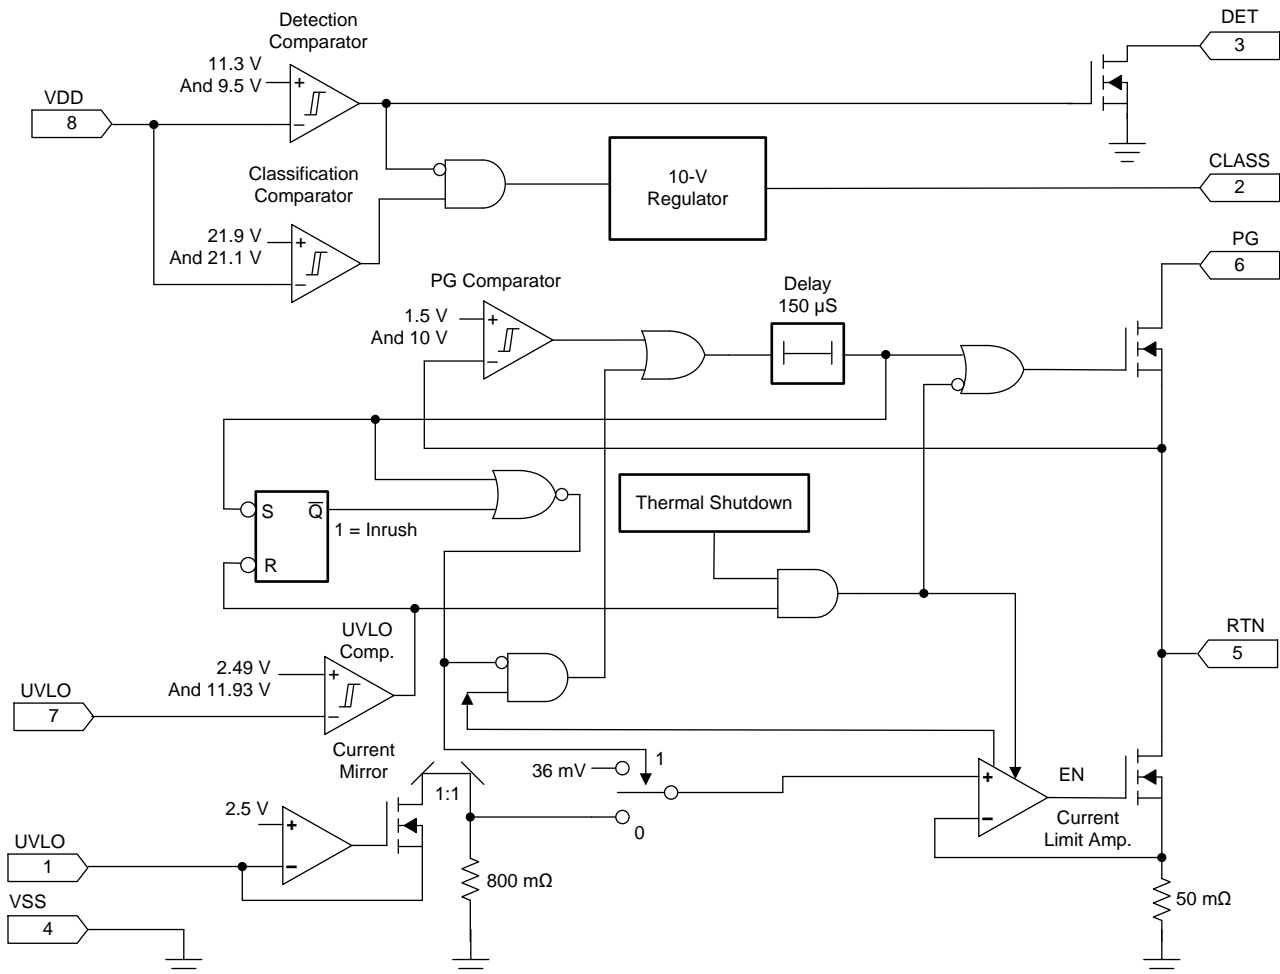 Detection
Comparator
DET
3
11.3 V
And 9.5 V
+
−
VDD
8
Classification
Comparator
10-V
Regulator
CLASS
2
21.9 V
And 21.1 V
+
−
PG
6
PG Comparator
1.5 V
And 10 V
+
−
Delay
150 µS
S
Q̅
1 = Inrush
R
Thermal Shutdown
UVLO
Comp.
2.49 V
And 11.93 V
+
−
UVLO
7
RTN
5
Current
Mirror
1:1
36 mV
1
0
+
−
EN
Current
Limit Amp.
2.5 V
+
−
UVLO
1
800 mΩ
50 mΩ
VSS
4